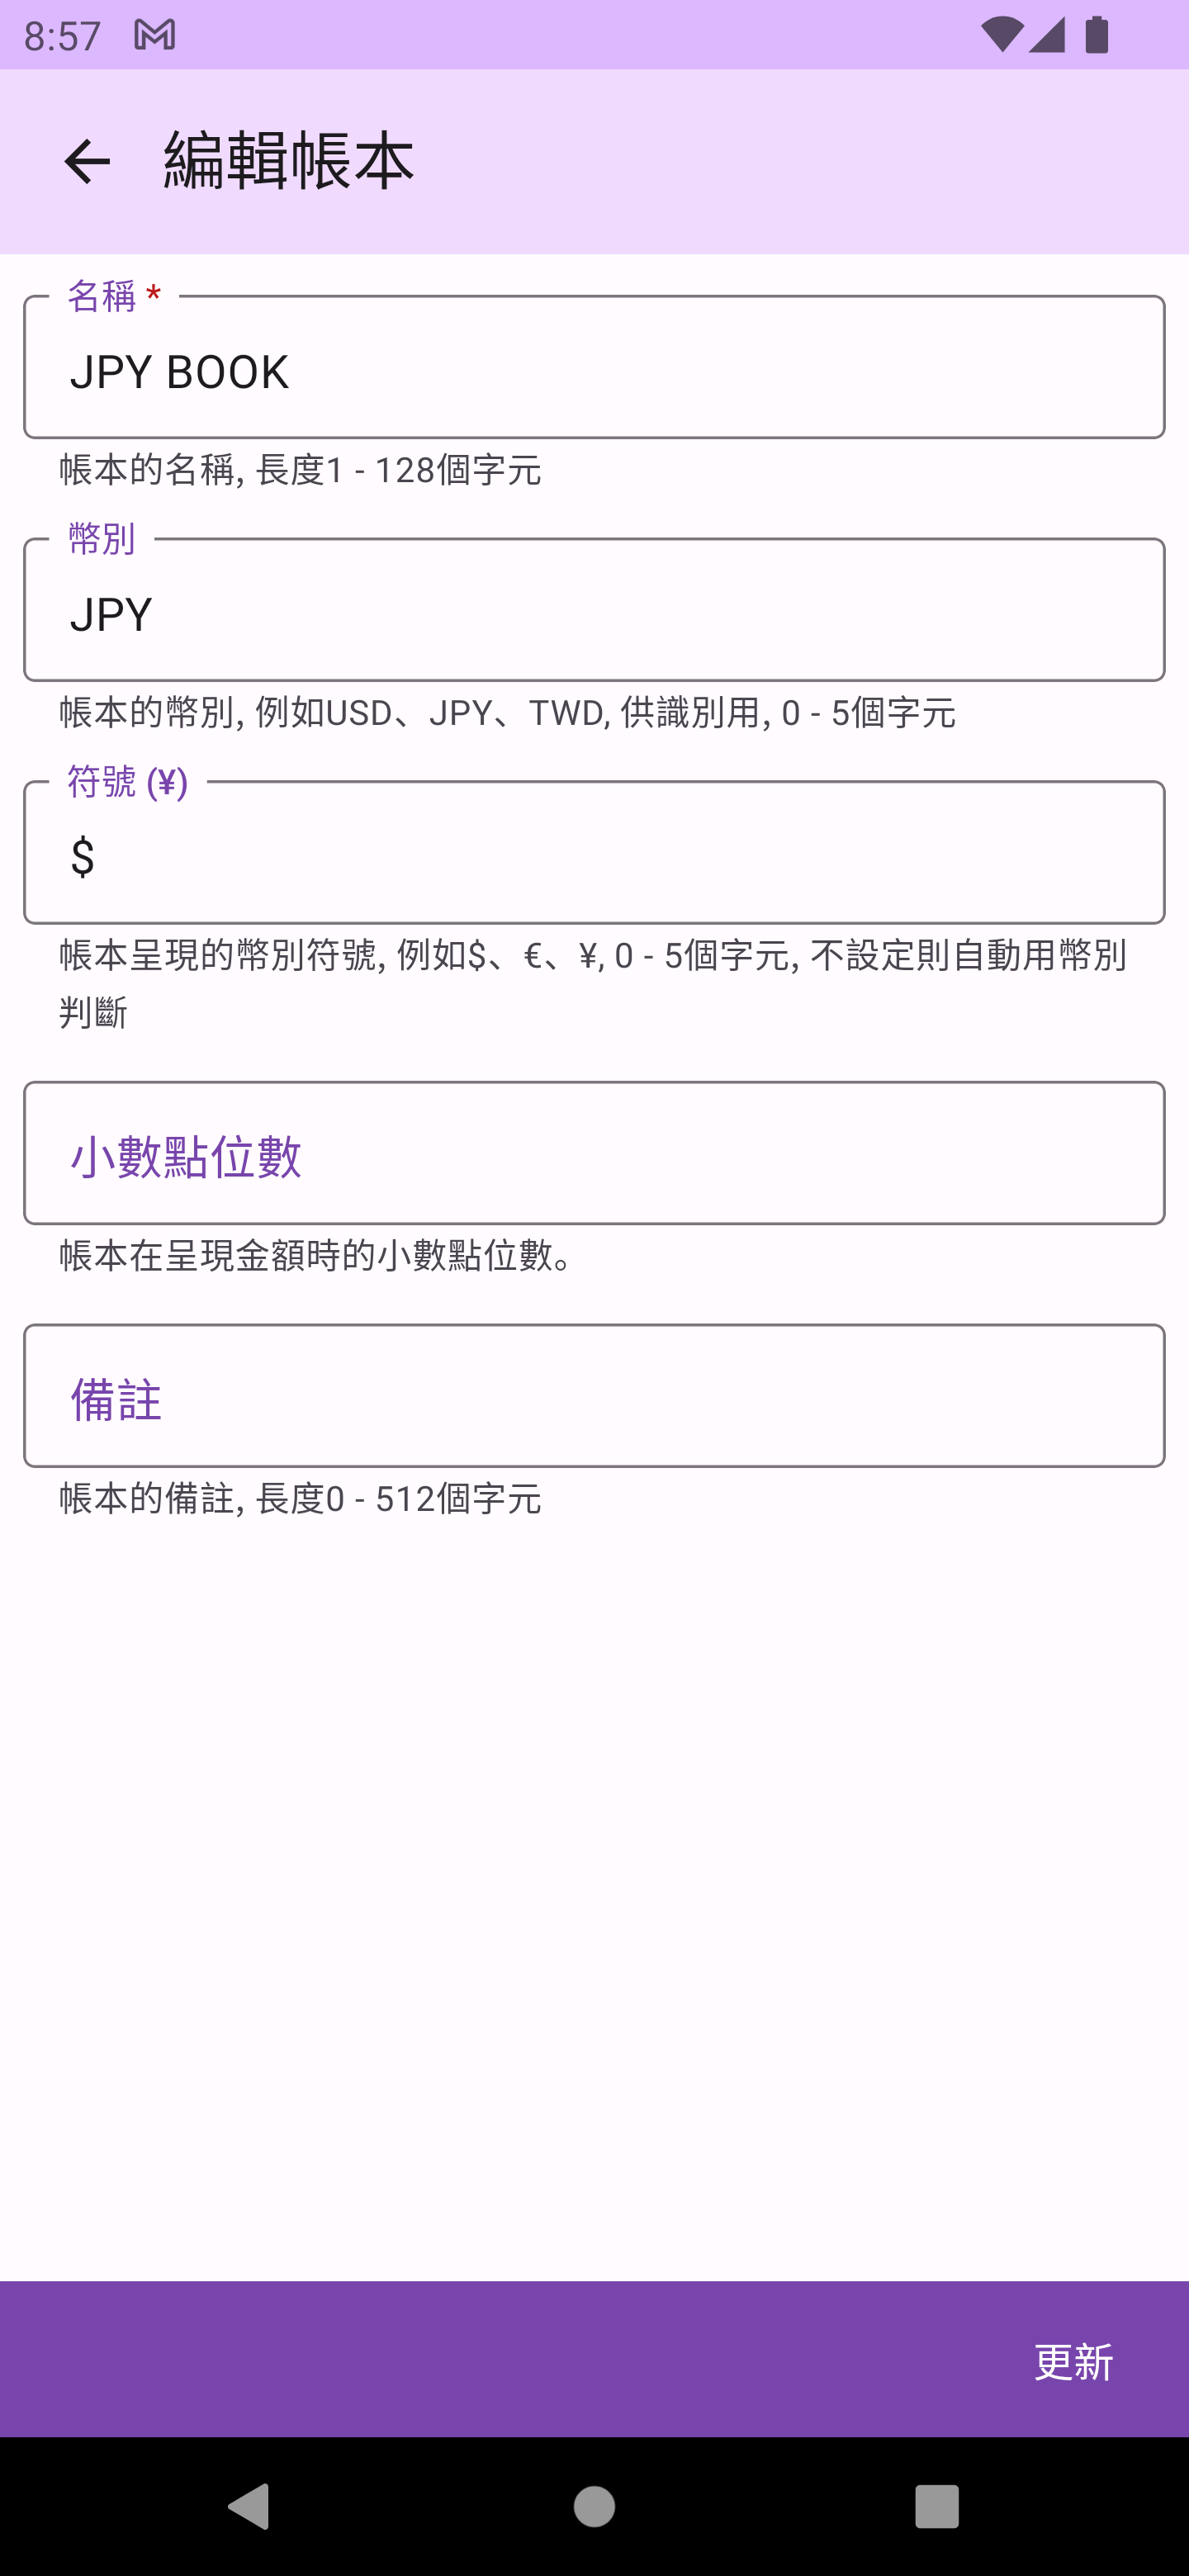 8:57
編輯帳本
名稱 *
JPY BOOK
帳本的名稱, 長度1 - 128個字元
幣別
JPY
帳本的幣別, 例如USD、JPY、TWD, 供識別用, 0 - 5個字元
符號 (¥)
$
帳本呈現的幣別符號, 例如$、€、¥, 0 - 5個字元, 不設定則自動用幣別
判斷
小數點位數
帳本在呈現金額時的小數點位數。
備註
帳本的備註, 長度0 - 512個字元
更新